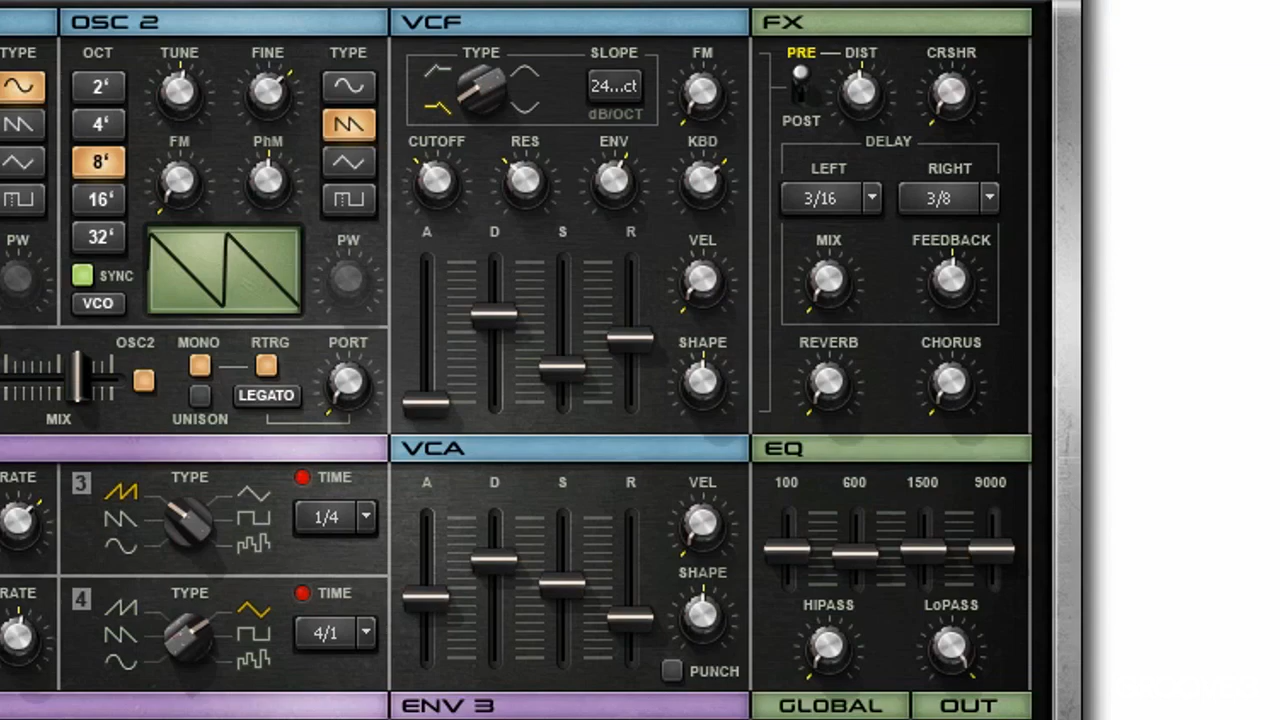 OSC 2 VCF FX
TYPE OCT TUNE FINE TYPE TYPE SLOPE FM PRE DIST CRSHR
2'
24...ct
4'
dB/OCT POST
FM PhM CUTOFF RES ENV KBD DELAY
8'
LEFT RIGHT
16'
3/16 3/8
32'
A D S R
PW PW VEL MIX FEEDBACK
SYNC
VCO
OSC2 MONO RTRG PORT SHAPE REVERB CHORUS
LEGATO
MIX UNISON
VCA EQ
RATE 3 TYPE TIME A D S R VEL 100 600 1500 9000
1/4
SHAPE
RATE 4 TYPE TIME HIPASS LoPASS
4/1
PUNCH
ENV 3 GLOBAL OUT